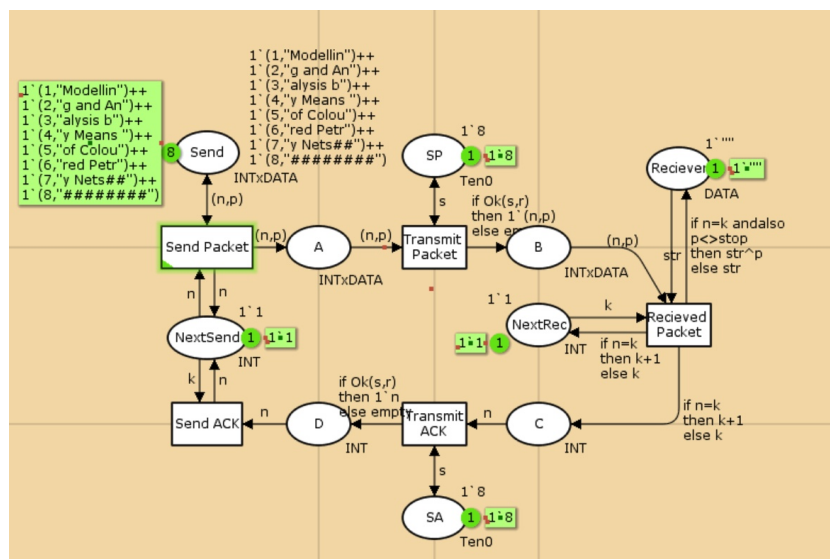 1`(1,"Modellin")++
1`(2,"g and An")++
1`(3,"alysis b")++
1`(4,"y Means ")++
1`(5,"of Colou")++
1`(6,"red Petr")++
1`(7,"y Nets##")++
1`(8,"########")
1`(1,"Modellin")++
1`(2,"g and An")++
1`(3,"alysis b")++
1`(4,"y Means ")++
1`(5,"of Colou")++
1`(6,"red Petr")++
1`(7,"y Nets##")++
1`(8,"########")
8
Send
INTxDATA
(n,p)
1`8
SP
1
1`8
Ten0
s
1`""
Reciever
1
1`""
DATA
Send Packet
(n,p)
A
INTxDATA
(n,p)
Transmit
Packet
if Ok(s,r)
then 1`(n,p)
else em
B
INTxDATA
(n,p)
str
if n=k andalso
p<>stop
then str^p
else str
n
n
1`1
NextSend
1
1`1
INT
1`1
1`1
1
NextRec
INT
k
if n=k
then k+1
else k
Recieved
Packet
k
n
Send ACK
n
D
INT
if Ok(s,r)
then 1`n
else empty
Transmit
ACK
n
C
INT
if n=k
then k+1
else k
s
1`8
SA
1
1`8
Ten0